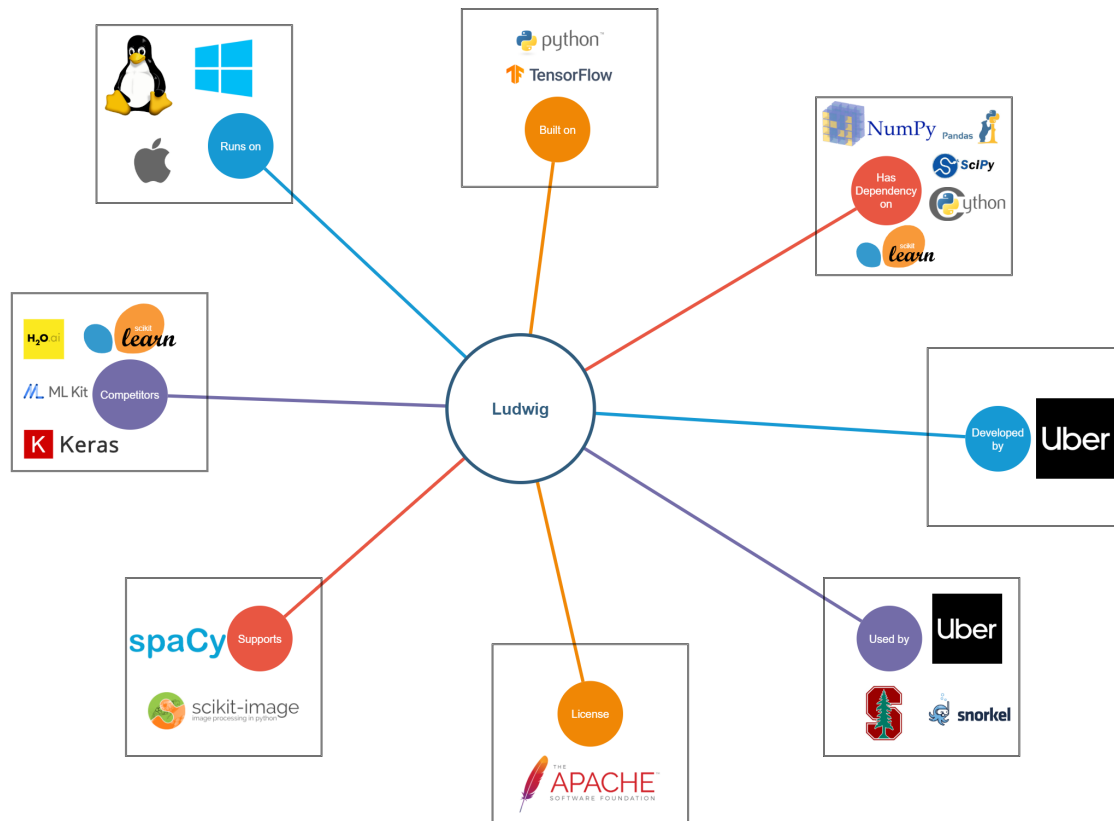 Runs on
python™
TensorFlow
Built on
NumPy
Pandas
SciPy
Cython
Has
Dependency
on
scikit
learn
H₂O.ai
scikit
learn
ML Kit
Competitors
K Keras
Ludwig
Developed
by
Uber
spaCy
Supports
scikit-image
image processing in python
License
THE
APACHE™
SOFTWARE FOUNDATION
Used by
Uber
S
snorkel